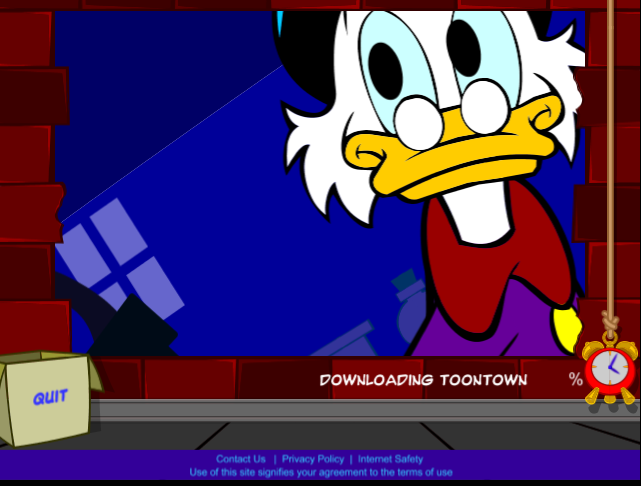 DOWNLOADING TOONTOWN %
QUIT
Contact Us | Privacy Policy | Internet Safety
Use of this site signifies your agreement to the terms of use